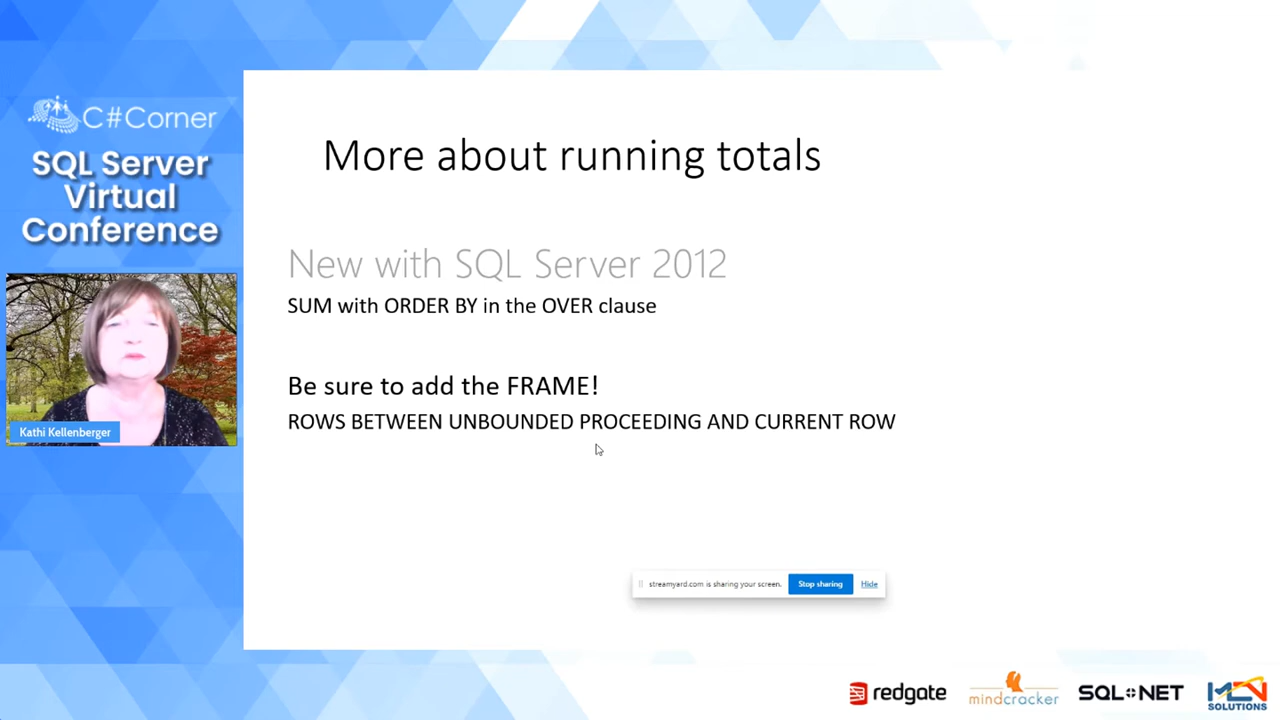 C#Corner
SQL Server
Virtual
Conference
Kathi Kellenberger
More about running totals
New with SQL Server 2012
SUM with ORDER BY in the OVER clause
Be sure to add the FRAME!
ROWS BETWEEN UNBOUNDED PROCEEDING AND CURRENT ROW
streamyard.com is sharing your screen. Stop sharing Hide
redgate
mindcracker
SQL+NET
MCN
SOLUTIONS